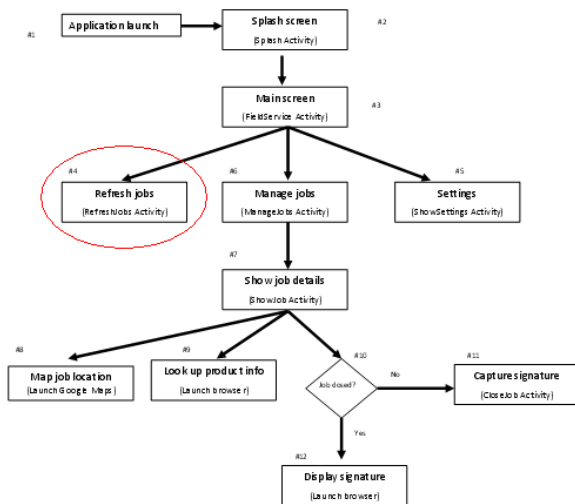 #1
Application launch
Splash screen
(Splash Activity)
#2
Main screen
(FieldService Activity)
#3
#4
Refresh jobs
(RefreshJobs Activity)
#6
Manage jobs
(ManageJobs Activity)
#5
Settings
(ShowSettings Activity)
#7
Show job details
(ShowJob Activity)
#8
Map job location
(Launch Google Maps)
#9
Look up product info
(Launch browser)
#10
Job closed?
No
Yes
#11
Capture signature
(CloseJob Activity)
#12
Display signature
(Launch browser)